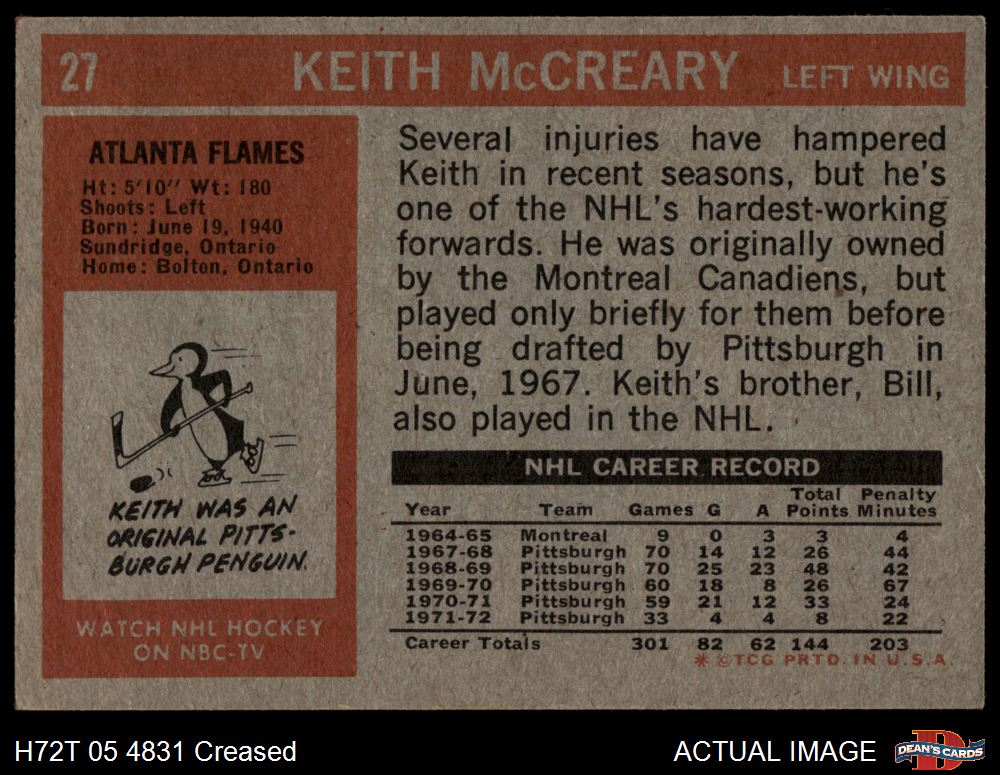 27 KEITH McCREARY LEFT WING
ATLANTA FLAMES
Ht: 5'10" Wt: 180
Shoots: Left
Born: June 19, 1940
Sundridge, Ontario
Home: Bolton, Ontario
KEITH WAS AN
ORIGINAL PITTS-
BURGH PENGUIN.
WATCH NHL HOCKEY
ON NBC-TV
Several injuries have hampered
Keith in recent seasons, but he's
one of the NHL's hardest-working
forwards. He was originally owned
by the Montreal Canadiens, but
played only briefly for them before
being drafted by Pittsburgh in
June, 1967. Keith's brother, Bill,
also played in the NHL.
NHL CAREER RECORD
Year Team Games G A Total Points Penalty Minutes
1964-65 Montreal 9 0 3 3 4
1967-68 Pittsburgh 70 14 12 26 44
1968-69 Pittsburgh 70 25 23 48 42
1969-70 Pittsburgh 60 18 8 26 67
1970-71 Pittsburgh 59 21 12 33 24
1971-72 Pittsburgh 33 4 4 8 22
Career Totals 301 82 62 144 203
* © TCG PRTD. IN U.S.A.
H72T 05 4831 Creased
ACTUAL IMAGE
DEAN'S CARDS